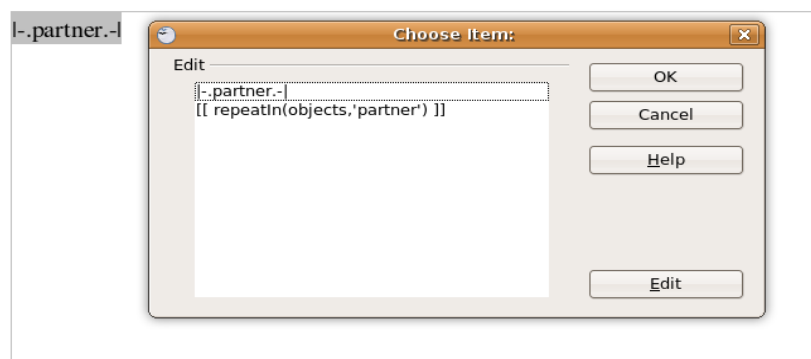 |-.partner.-|
Choose Item:
Edit
|-.partner.-|
[[ repeatIn(objects,'partner') ]]
OK
Cancel
Help
Edit